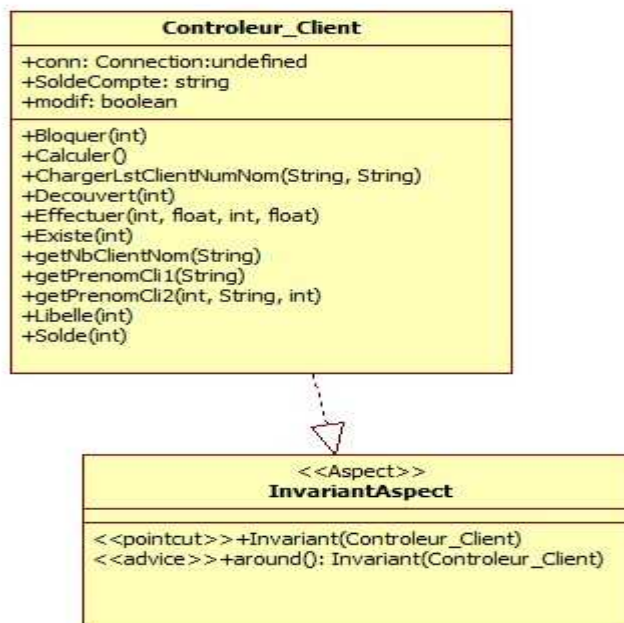 Controleur_Client
+conn: Connection:undefined
+SoldeCompte: string
+modif: boolean
+Bloquer(int)
+Calculer()
+ChargerLstClientNumNom(String, String)
+Decouvert(int)
+Effectuer(int, float, int, float)
+Existe(int)
+getNbClientNom(String)
+getPrenomCli1(String)
+getPrenomCli2(int, String, int)
+Libelle(int)
+Solde(int)
<<Aspect>>
InvariantAspect
<<pointcut>>+Invariant(Controleur_Client)
<<advice>>+around(): Invariant(Controleur_Client)